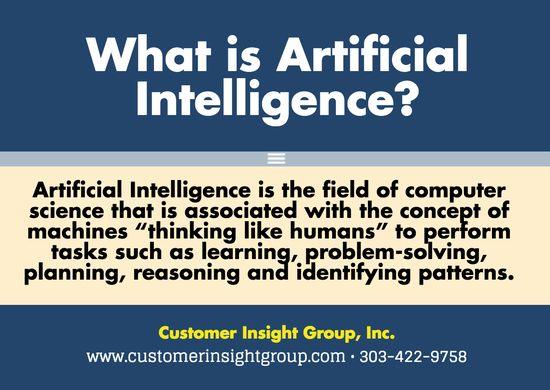 What is Artificial
Intelligence?
Artificial Intelligence is the field of computer
science that is associated with the concept of
machines “thinking like humans” to perform
tasks such as learning, problem-solving,
planning, reasoning and identifying patterns.
Customer Insight Group, Inc.
www.customerinsightgroup.com • 303-422-9758